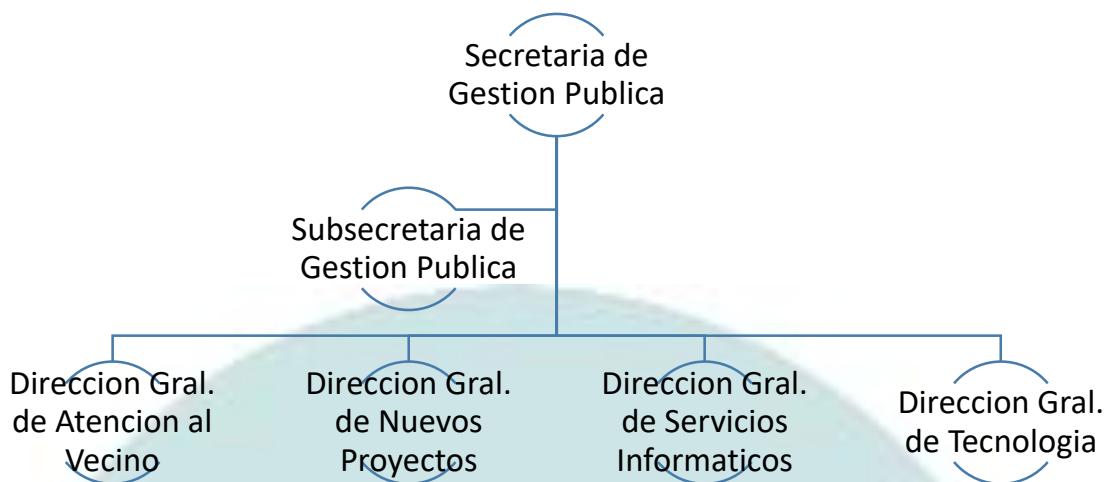 Secretaria de
Gestion Publica
Subsecretaria de
Gestion Publica
Direccion Gral.
de Atencion al
Vecino
Direccion Gral.
de Nuevos
Proyectos
Direccion Gral.
de Servicios
Informaticos
Direccion Gral.
de Tecnologia